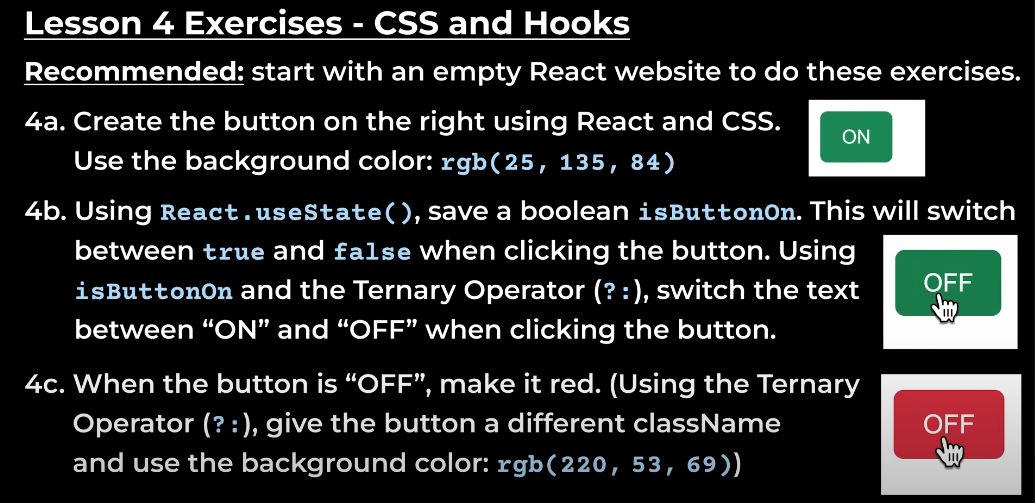 Lesson 4 Exercises - CSS and Hooks
Recommended: start with an empty React website to do these exercises.
4a. Create the button on the right using React and CSS.
ON
Use the background color: rgb(25, 135, 84)
4b. Using React.useState(), save a boolean isButtonOn. This will switch
between true and false when clicking the button. Using
OFF
isButtonOn and the Ternary Operator (?:), switch the text
between “ON” and “OFF” when clicking the button.
4c. When the button is “OFF”, make it red. (Using the Ternary
Operator (?:), give the button a different className
OFF
and use the background color: rgb(220, 53, 69))